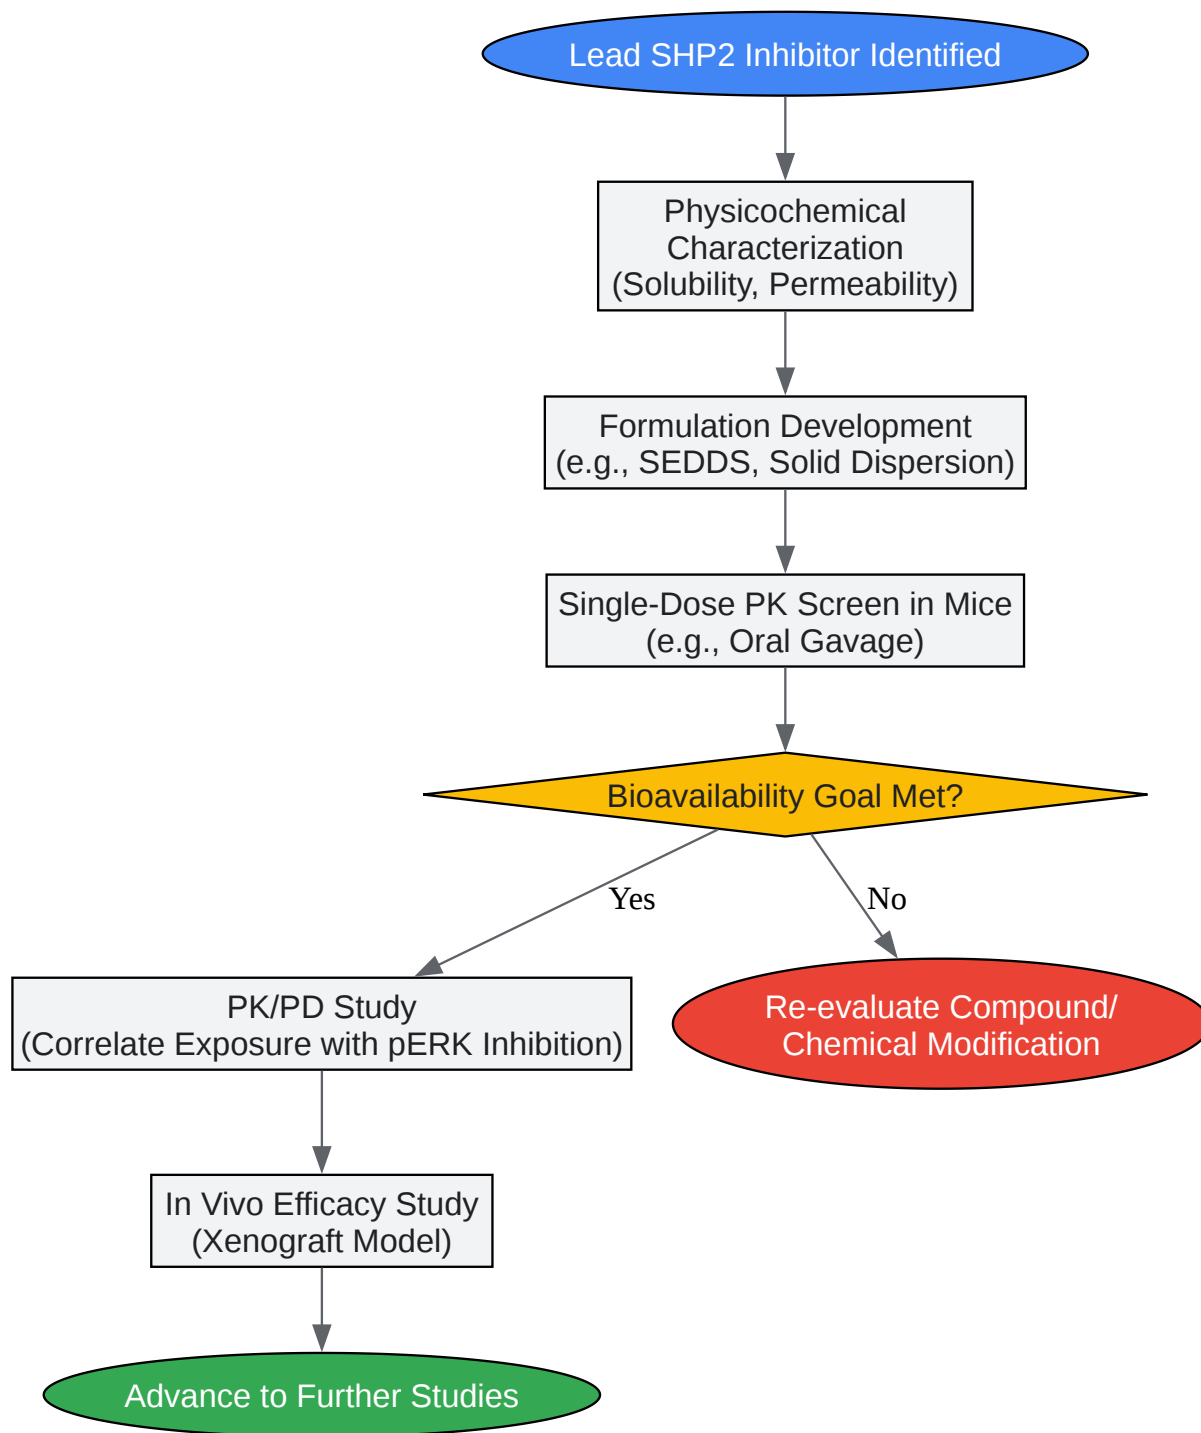 Lead SHP2 Inhibitor Identified
Physicochemical
Characterization
(Solubility, Permeability)
Formulation Development
(e.g., SEDDS, Solid Dispersion)
Single-Dose PK Screen in Mice
(e.g., Oral Gavage)
Bioavailability Goal Met?
Yes
No
PK/PD Study
(Correlate Exposure with pERK Inhibition)
Re-evaluate Compound/
Chemical Modification
In Vivo Efficacy Study
(Xenograft Model)
Advance to Further Studies